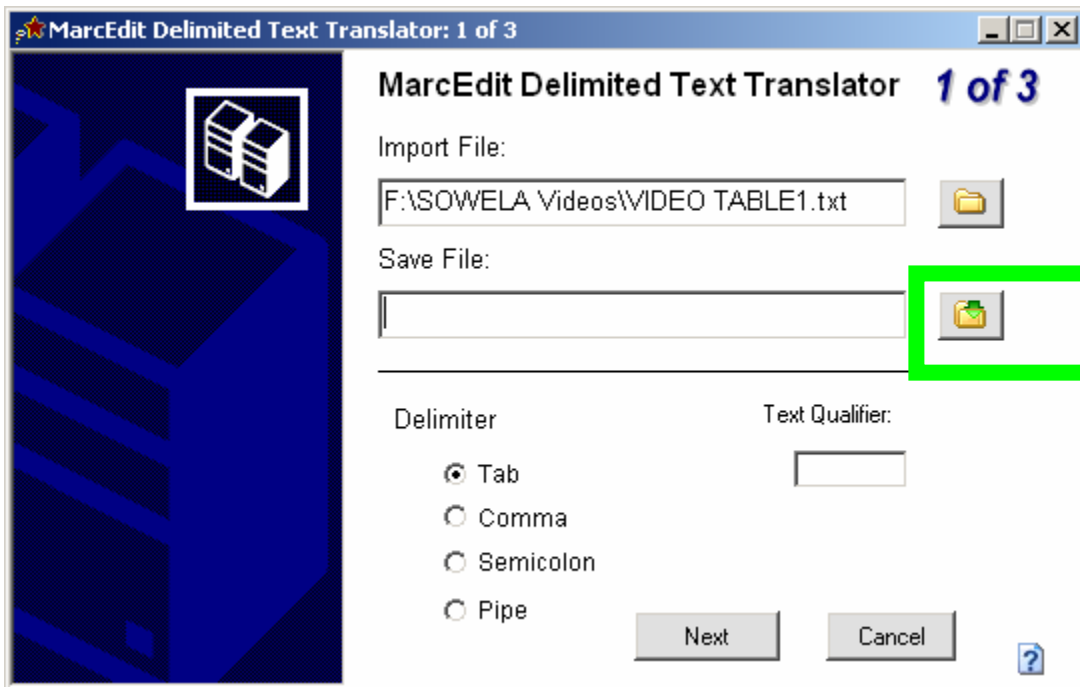 MarcEdit Delimited Text Translator: 1 of 3
MarcEdit Delimited Text Translator 1 of 3
Import File:
F:\SOWELA Videos\VIDEO TABLE1.txt
Save File:
Delimiter
Text Qualifier:
Tab
Comma
Semicolon
Pipe
Next
Cancel
?